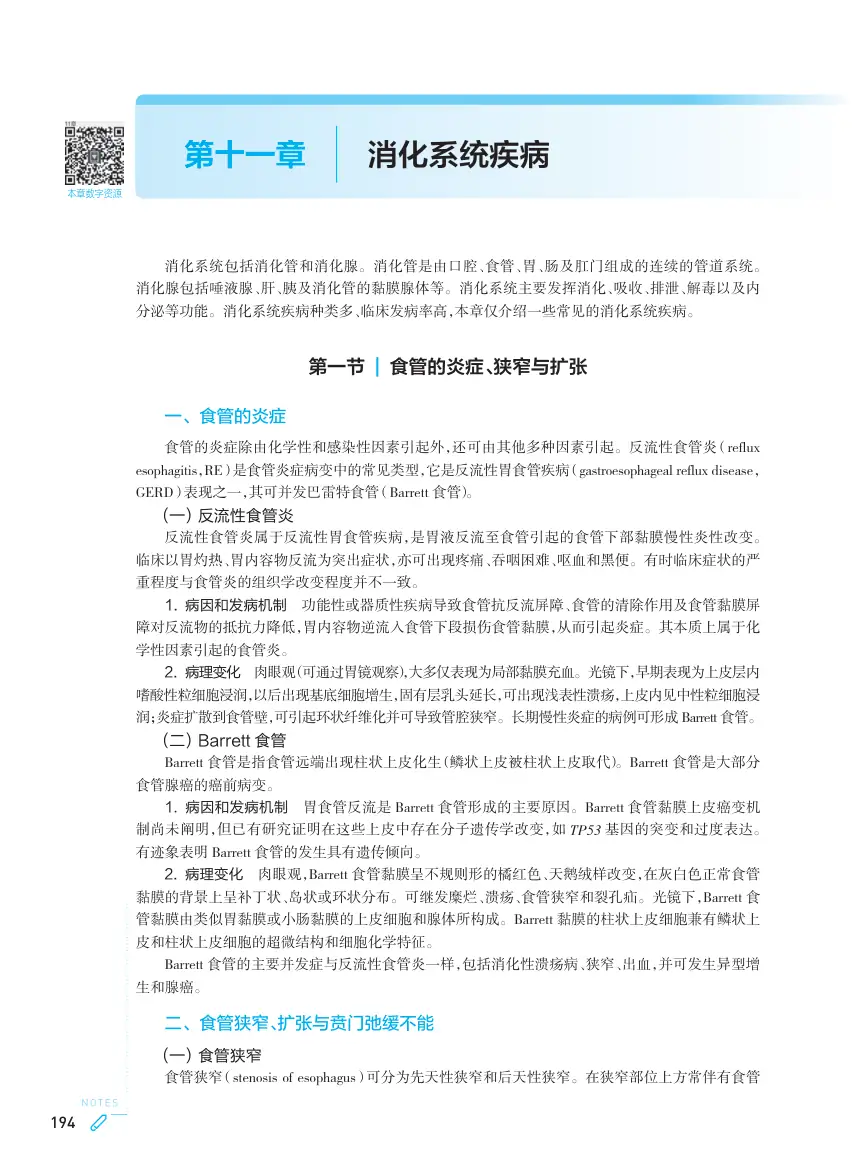 11章
本章数字资源
第十一章 消化系统疾病
消化系统包括消化管和消化腺。消化管是由口腔、食管、胃、肠及肛门组成的连续的管道系统。
消化腺包括唾液腺、肝、胰及消化管的黏膜腺体等。消化系统主要发挥消化、吸收、排泄、解毒以及内
分泌等功能。消化系统疾病种类多、临床发病率高，本章仅介绍一些常见的消化系统疾病。
第一节 | 食管的炎症、狭窄与扩张
一、食管的炎症
食管的炎症除由化学性和感染性因素引起外，还可由其他多种因素引起。反流性食管炎（reflux
esophagitis，RE）是食管炎症病变中的常见类型，它是反流性胃食管疾病（gastroesophageal reflux disease，
GERD）表现之一，其可并发巴雷特食管（Barrett 食管）。
（一）反流性食管炎
反流性食管炎属于反流性胃食管疾病，是胃液反流至食管引起的食管下部黏膜慢性炎性改变。
临床以胃灼热、胃内容物反流为突出症状，亦可出现疼痛、吞咽困难、呕血和黑便。有时临床症状的严
重程度与食管炎的组织学改变程度并不一致。
1. 病因和发病机制 功能性或器质性疾病导致食管抗反流屏障、食管的清除作用及食管黏膜屏
障对反流物的抵抗力降低，胃内容物逆流入食管下段损伤食管黏膜，从而引起炎症。其本质上属于化
学性因素引起的食管炎。
2. 病理变化 肉眼观（可通过胃镜观察），大多仅表现为局部黏膜充血。光镜下，早期表现为上皮层内
嗜酸性粒细胞浸润，以后出现基底细胞增生，固有层乳头延长，可出现浅表性溃疡，上皮内见中性粒细胞浸
润；炎症扩散到食管壁，可引起环状纤维化并可导致管腔狭窄。长期慢性炎症的病例可形成 Barrett 食管。
（二）Barrett 食管
Barrett 食管是指食管远端出现柱状上皮化生（鳞状上皮被柱状上皮取代）。Barrett 食管是大部分
食管腺癌的癌前病变。
1. 病因和发病机制 胃食管反流是 Barrett 食管形成的主要原因。Barrett 食管黏膜上皮癌变机
制尚未阐明，但已有研究证明在这些上皮中存在分子遗传学改变，如 TP53 基因的突变和过度表达。
有迹象表明 Barrett 食管的发生具有遗传倾向。
2. 病理变化 肉眼观，Barrett 食管黏膜呈不规则形的橘红色、天鹅绒样改变，在灰白色正常食管
黏膜的背景上呈补丁状、岛状或环状分布。可继发糜烂、溃疡、食管狭窄和裂孔疝。光镜下，Barrett 食
管黏膜由类似胃黏膜或小肠黏膜的上皮细胞和腺体所构成。Barrett 黏膜的柱状上皮细胞兼有鳞状上
皮和柱状上皮细胞的超微结构和细胞化学特征。
Barrett 食管的主要并发症与反流性食管炎一样，包括消化性溃疡病、狭窄、出血，并可发生异型增
生和腺癌。
二、食管狭窄、扩张与贲门弛缓不能
（一）食管狭窄
食管狭窄（stenosis of esophagus）可分为先天性狭窄和后天性狭窄。在狭窄部位上方常伴有食管
NOTES
194